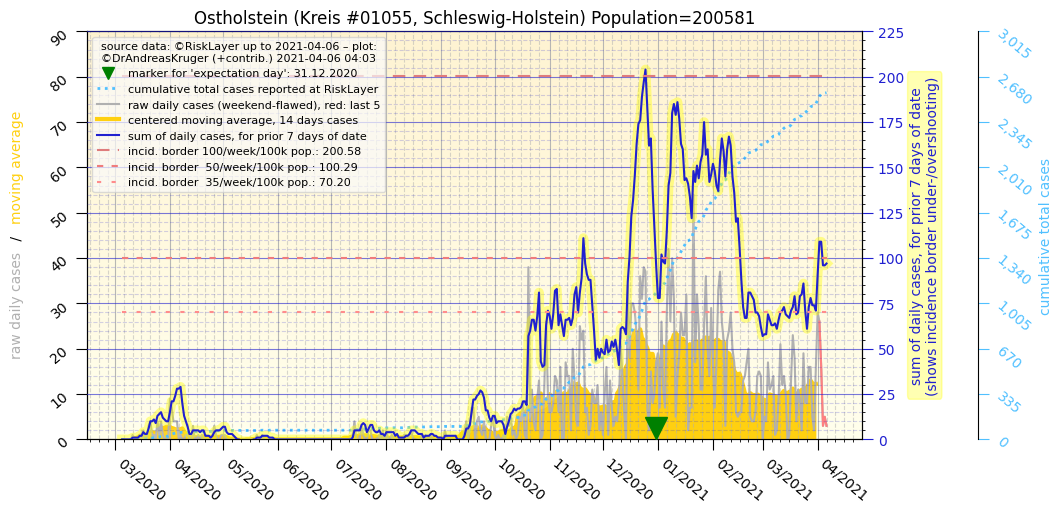 Ostholstein (Kreis #01055, Schleswig-Holstein) Population=200581
source data: ©RiskLayer up to 2021-04-06 – plot:
©DrAndreasKruger (+contrib.) 2021-04-06 04:03
marker for 'expectation day': 31.12.2020
cumulative total cases reported at RiskLayer
raw daily cases (weekend-flawed), red: last 5
centered moving average, 14 days cases
sum of daily cases, for prior 7 days of date
incid. border 100/week/100k pop.: 200.58
incid. border  50/week/100k pop.: 100.29
incid. border  35/week/100k pop.: 70.20
raw daily cases / moving average
90
80
70
60
50
40
30
20
10
0
03/2020
04/2020
05/2020
06/2020
07/2020
08/2020
09/2020
10/2020
11/2020
12/2020
01/2021
02/2021
03/2021
04/2021
225
200
175
150
125
100
75
50
25
0
sum of daily cases, for prior 7 days of date
(shows incidence border under-/overshooting)
3,015
2,680
2,345
2,010
1,675
1,340
1,005
670
335
0
cumulative total cases